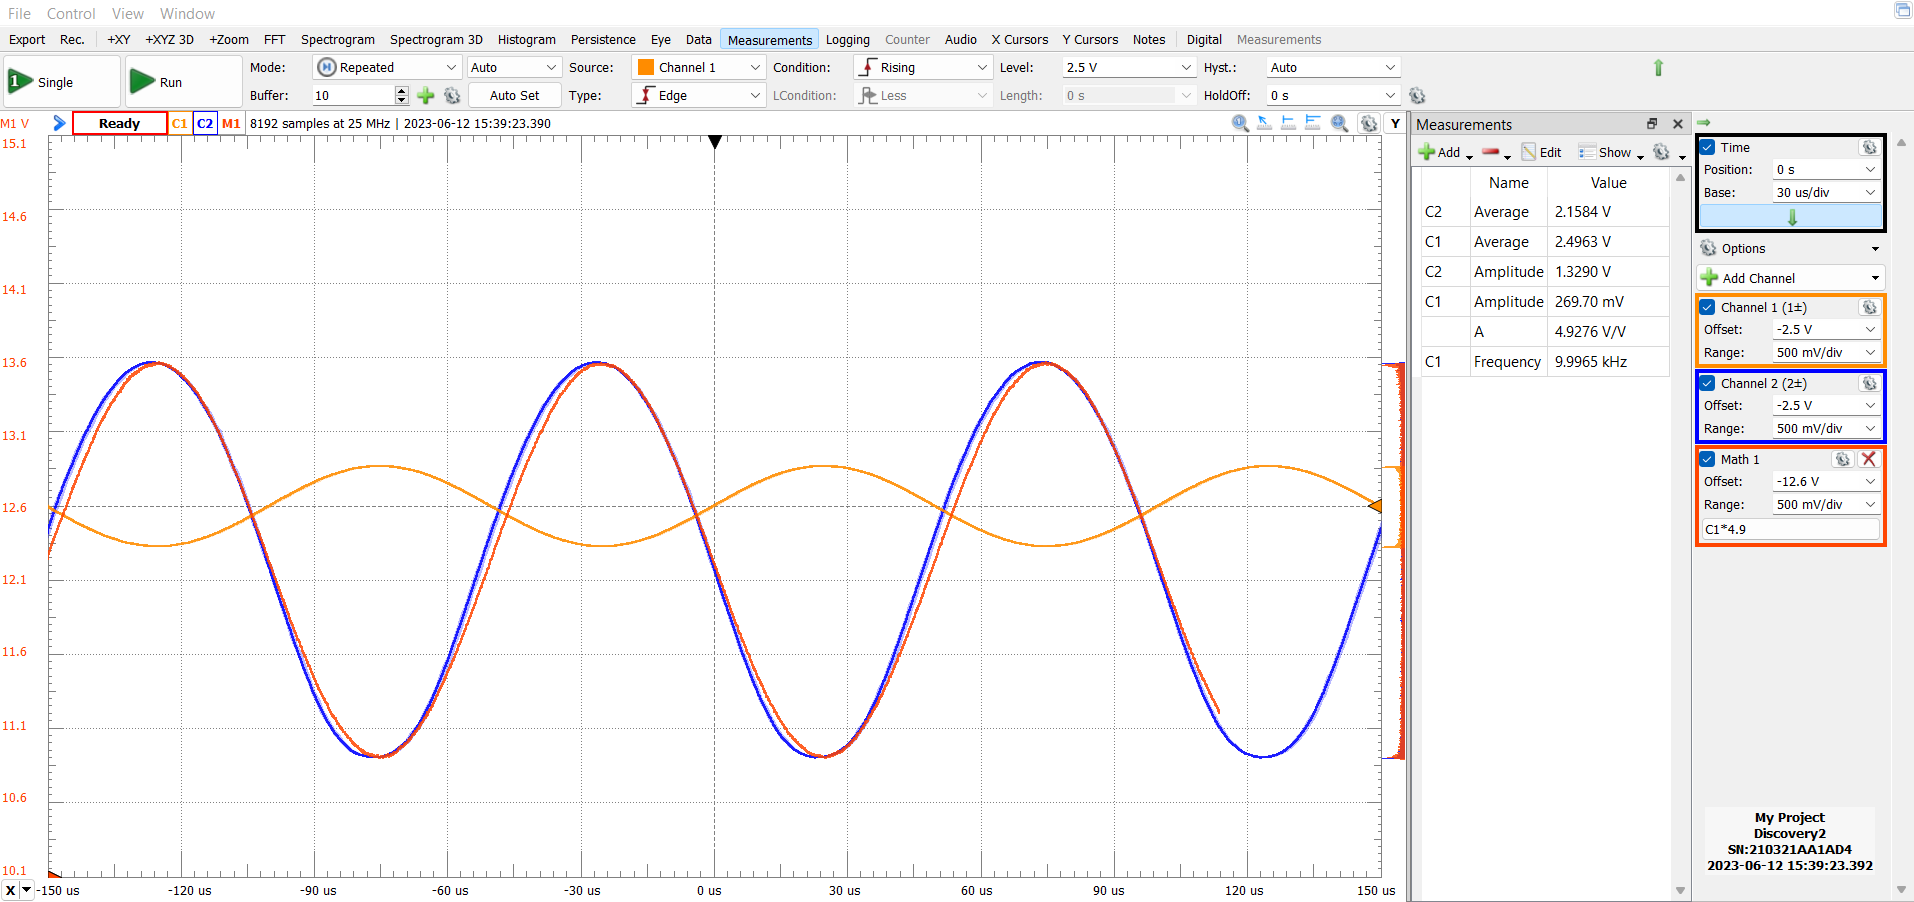 File Control View Window
Export Rec. +XY +XYZ 3D +Zoom FFT Spectrogram Spectrogram 3D Histogram Persistence Eye Data Measurements Logging Counter Audio X Cursors Y Cursors Notes Digital Measurements
1 Single Run Mode: Repeated Auto Source: Channel 1 Condition: Rising Level: 2.5 V Hyst.: Auto
Buffer: 10 Auto Set Type: Edge LCondition: Less Length: 0 s HoldOff: 0 s
M1 V Ready C1 C2 M1 8192 samples at 25 MHz | 2023-06-12 15:39:23.390 Y
15.1
14.6
14.1
13.6
13.1
12.6
12.1
11.6
11.1
10.6
10.1
X -150 us -120 us -90 us -60 us -30 us 0 us 30 us 60 us 90 us 120 us 150 us
Measurements
Add Edit Show
Name Value
C2 Average 2.1584 V
C1 Average 2.4963 V
C2 Amplitude 1.3290 V
C1 Amplitude 269.70 mV
A 4.9276 V/V
C1 Frequency 9.9965 kHz
Time
Position: 0 s
Base: 30 us/div
Options
Add Channel
Channel 1 (1±)
Offset: -2.5 V
Range: 500 mV/div
Channel 2 (2±)
Offset: -2.5 V
Range: 500 mV/div
Math 1
Offset: -12.6 V
Range: 500 mV/div
C1*4.9
My Project
Discovery2
SN:210321AA1AD4
2023-06-12 15:39:23.392